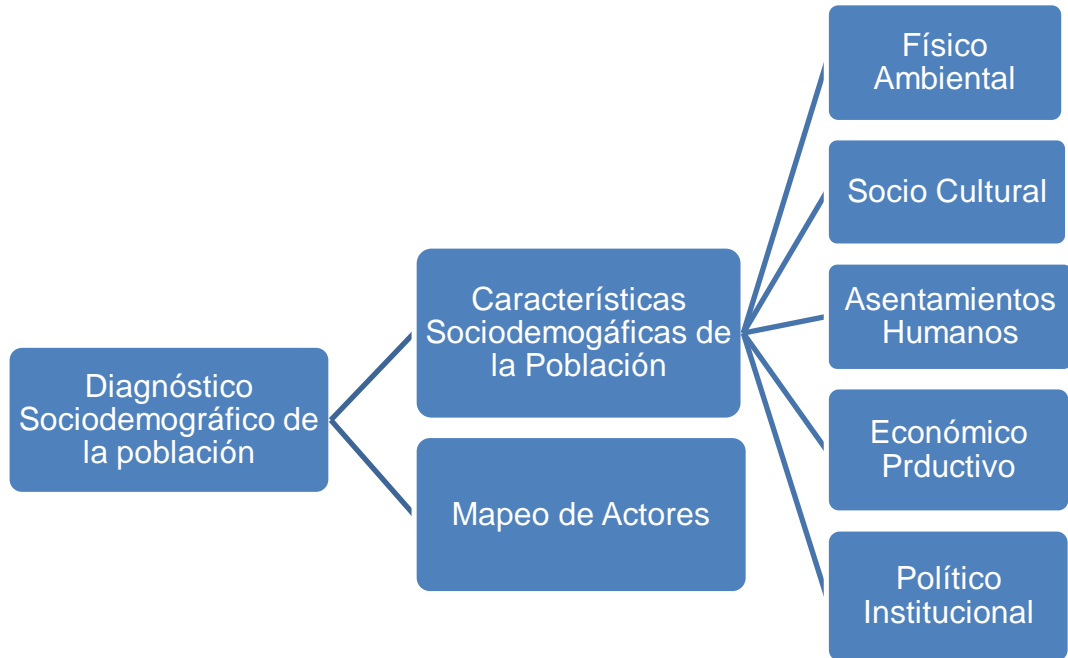 Diagnóstico
Sociodemográfico de
la población
Características
Sociodemogáficas de
la Población
Mapeo de Actores
Físico
Ambiental
Socio Cultural
Asentamientos
Humanos
Económico
Prductivo
Político
Institucional